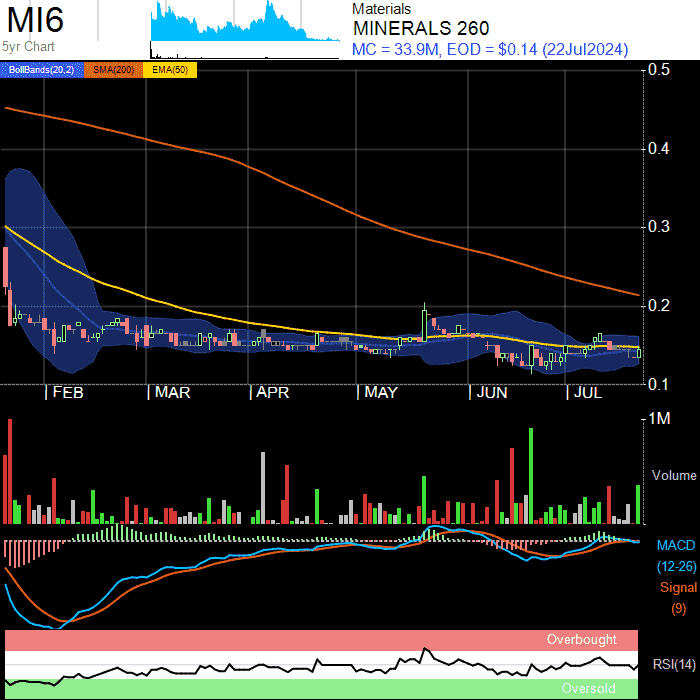 MI6
5yr Chart
Materials
MINERALS 260
MC = 33.9M, EOD = $0.14 (22Jul2024)
BollBands(20,2) SMA(200) EMA(50)
0.5
0.4
0.3
0.2
0.1
FEB MAR APR MAY JUN JUL
1M
Volume
MACD
(12-26)
Signal
(9)
Overbought
RSI(14)
Oversold